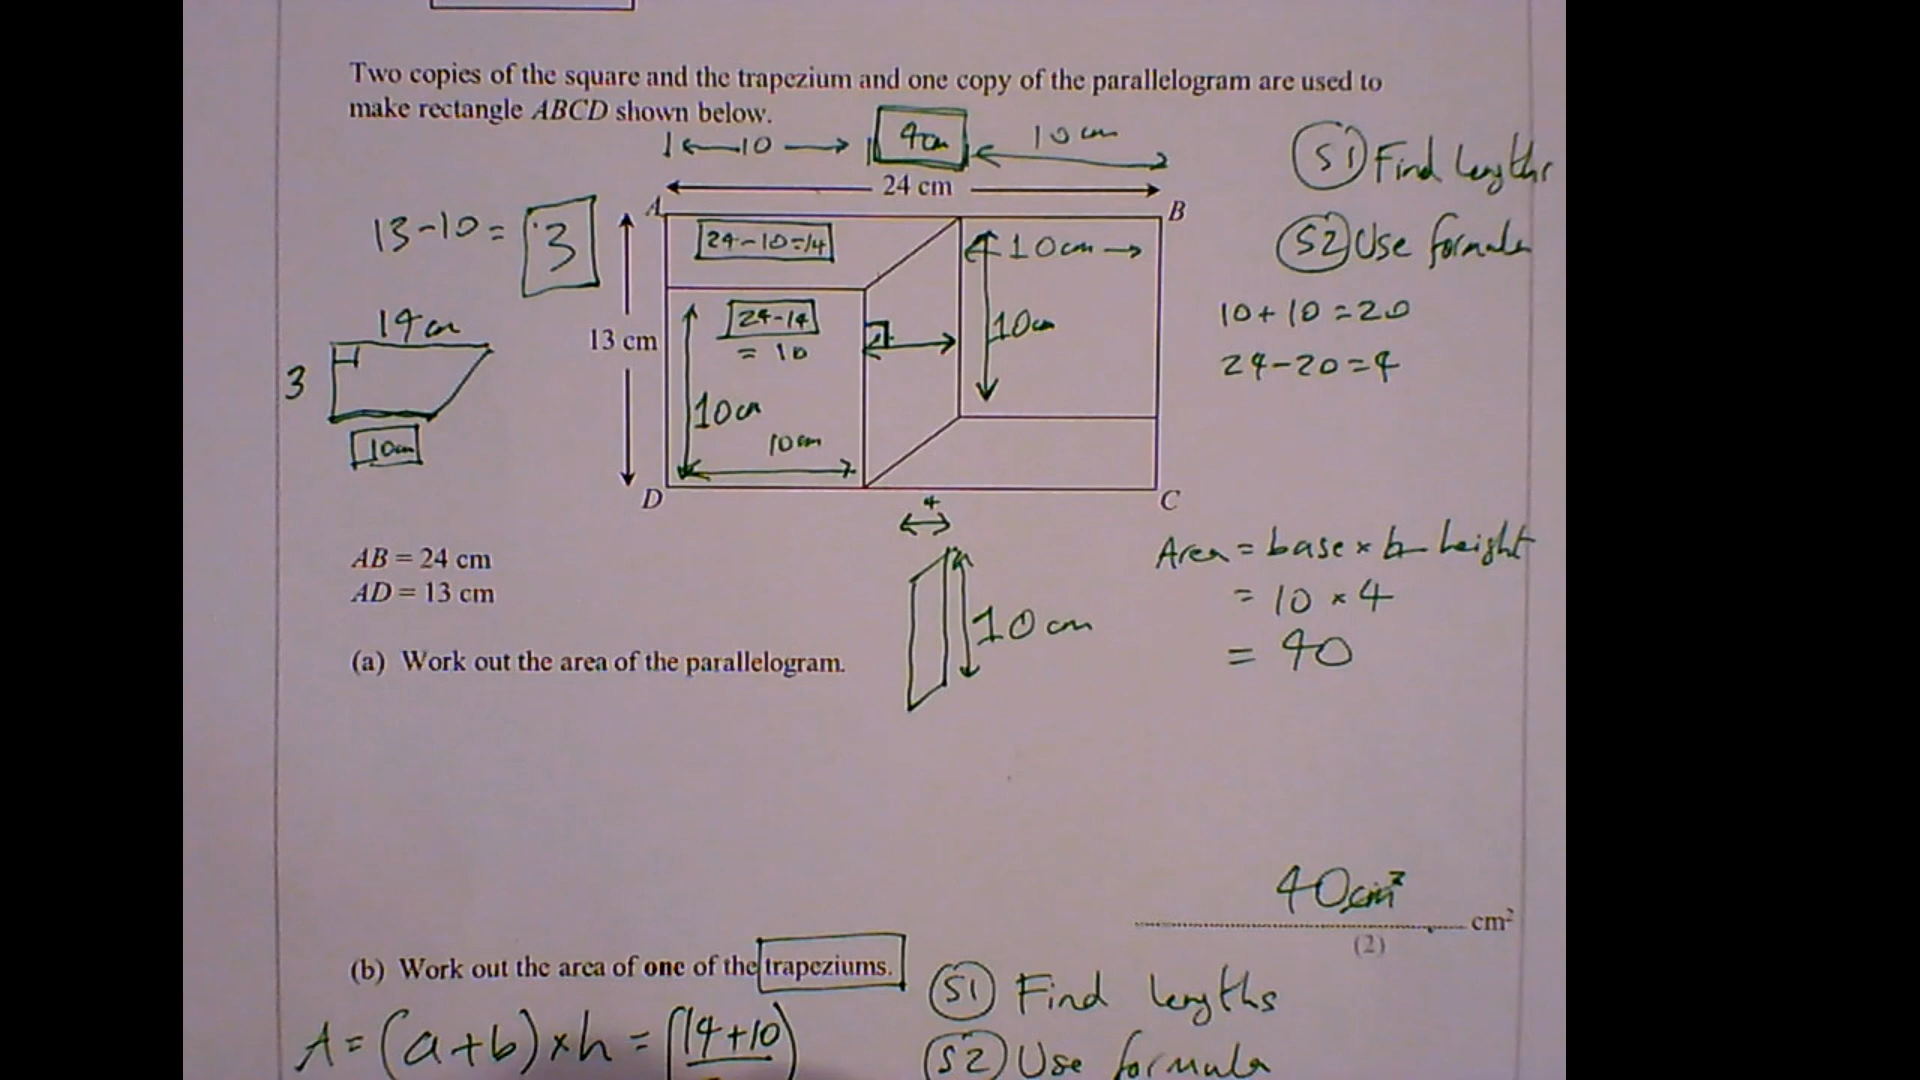 Two copies of the square and the trapezium and one copy of the parallelogram are used to
make rectangle ABCD shown below.
10
4cm
10 cm
24 cm
S1 Find lengths
S2 Use formula
10+10=20
24-20=4
13-10= 3
A
B
24-10=14
10cm
10cm
24-14
= 10
13 cm
10cm
10cm
14cm
3
10cm
D
C
4
AB = 24 cm
AD = 13 cm
10cm
Area = base × height
= 10 × 4
= 40
(a) Work out the area of the parallelogram.
40cm²
cm²
(2)
(b) Work out the area of one of the trapeziums.
S1 Find lengths
S2 Use formula
A = (a+b)×h = (14+10)